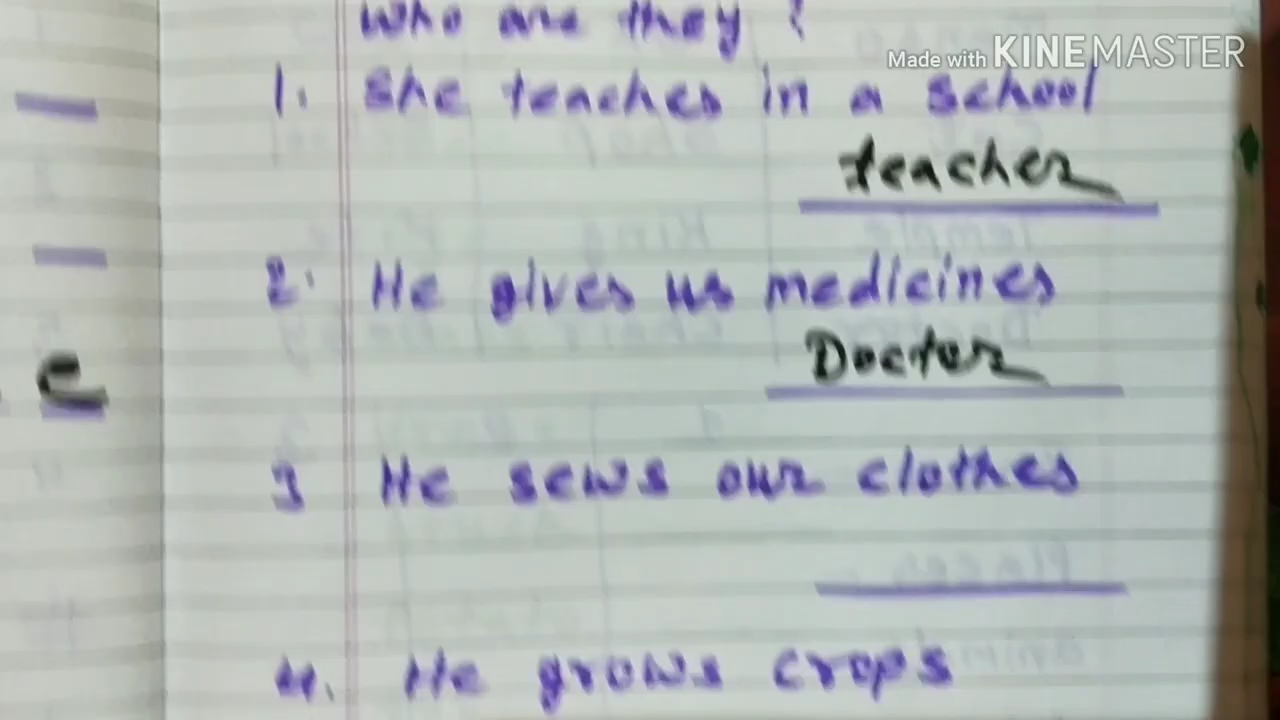 who are they ?
Made with KINEMASTER
1. She teaches in a school
teacher
2. He gives us medicines
Doctor
e
3 He sews our clothes
4. He grows crops